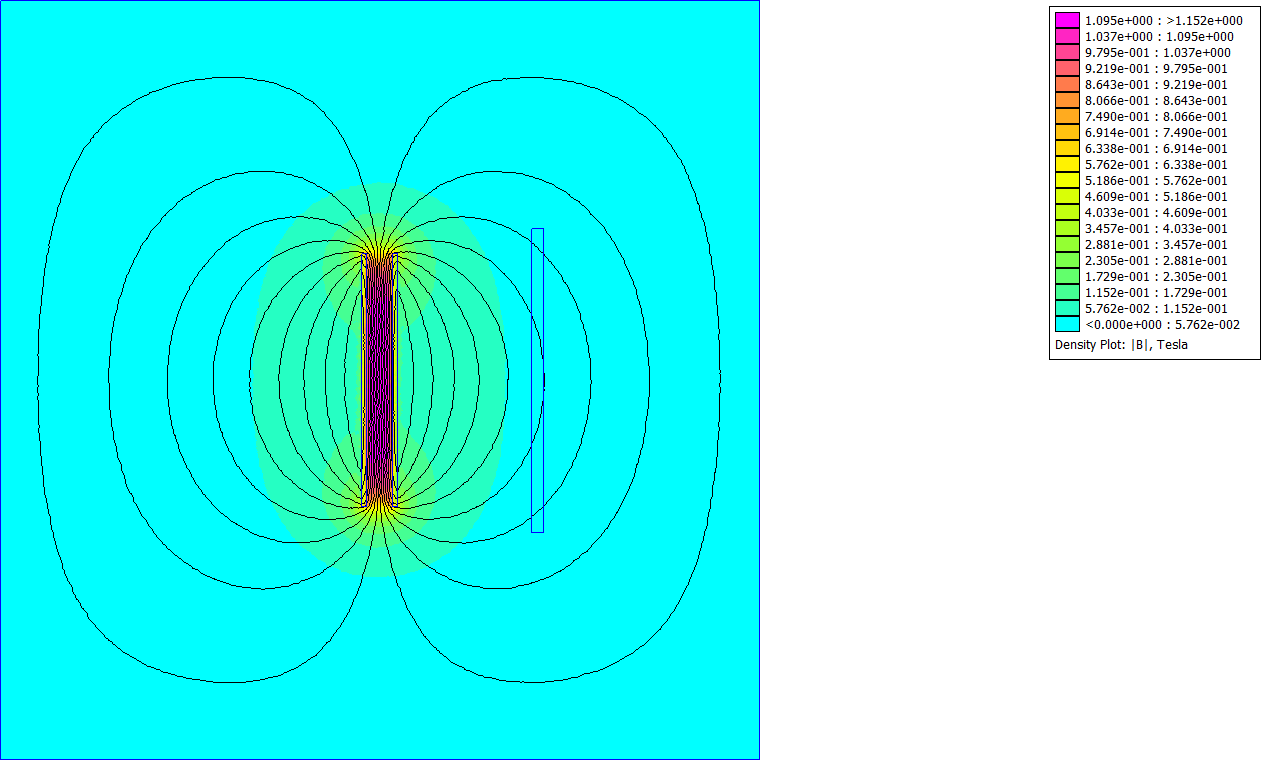 1.095e+000 : >1.152e+000
1.037e+000 : 1.095e+000
9.795e-001 : 1.037e+000
9.219e-001 : 9.795e-001
8.643e-001 : 9.219e-001
8.066e-001 : 8.643e-001
7.490e-001 : 8.066e-001
6.914e-001 : 7.490e-001
6.338e-001 : 6.914e-001
5.762e-001 : 6.338e-001
5.186e-001 : 5.762e-001
4.609e-001 : 5.186e-001
4.033e-001 : 4.609e-001
3.457e-001 : 4.033e-001
2.881e-001 : 3.457e-001
2.305e-001 : 2.881e-001
1.729e-001 : 2.305e-001
1.152e-001 : 1.729e-001
5.762e-002 : 1.152e-001
<0.000e+000 : 5.762e-002
Density Plot: |B|, Tesla